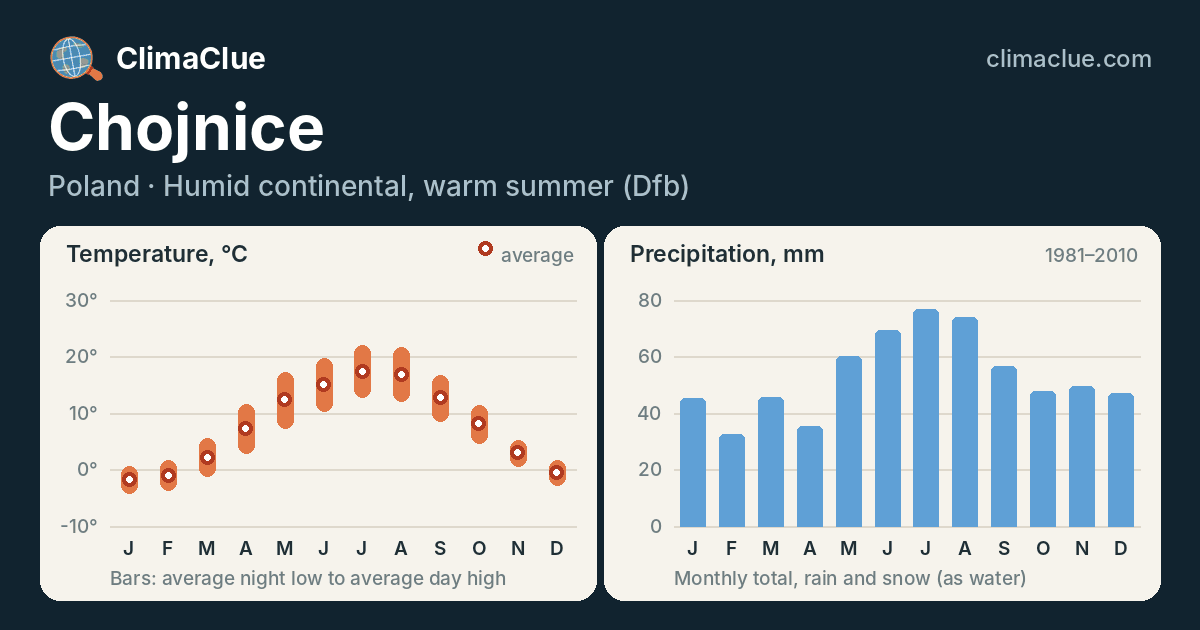 ClimaClue
climaclue.com
Chojnice
Poland · Humid continental, warm summer (Dfb)
Temperature, °C
average
30°
20°
10°
0°
-10°
J F M A M J J A S O N D
Bars: average night low to average day high
Precipitation, mm
1981–2010
80
60
40
20
0
J F M A M J J A S O N D
Monthly total, rain and snow (as water)